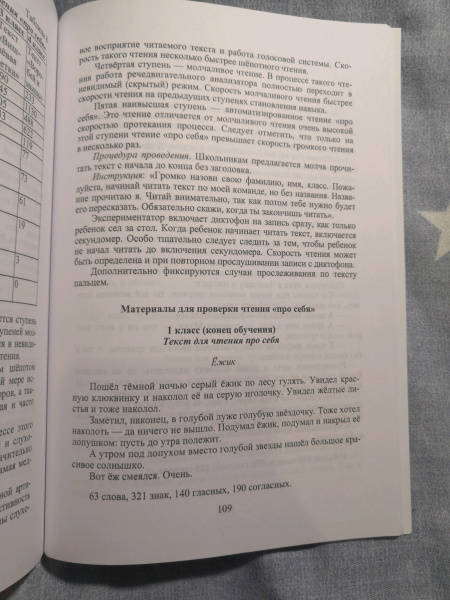 Таблица
ное восприятие читаемого текста и работа голосовой системы. Ско-
рость такого чтения несколько быстрее шёпотного чтения.
Четвёртая ступень — молчаливое чтение. В процессе такого чте-
ния работа речедвигательного анализатора полностью переходит в
невидимый (скрытый) режим. Скорость молчаливого чтения быстрее
скорости чтения на предыдущих ступенях становления навыка.
Пятая наивысшая ступень — автоматизированное чтение «про
себя». Это чтение отличается от молчаливого чтения очень высокой
скоростью протекания процесса. Следует отметить, что только на
этой ступени чтение «про себя» превышает скорость громкого чтения
в несколько раз.
Процедура проведения. Школьникам предлагается молча прочи-
тать текст с начала до конца без заголовка.
Инструкция: «Громко назови свою фамилию, имя, класс. Пожа-
луйста, начинай читать текст по моей команде, но без названия. Назва-
ние прочитаю я. Читай внимательно, так как потом тебе нужно будет
его пересказать. Обязательно скажи, когда ты закончишь читать».
Экспериментатор включает диктофон на запись сразу, как только
ребенок сел за стол. Когда ребенок начинает читать текст, включается
секундомер. Особо тщательно следует следить за тем, чтобы ребенок
не начал читать до включения секундомера. Скорость чтения может
быть определена и при повторном прослушивании записи с диктофона.
Дополнительно фиксируются случаи прослеживания по тексту
пальцем.
Материалы для проверки чтения «про себя»
1 класс (конец обучения)
Текст для чтения про себя
Ёжик
Пошёл тёмной ночью серый ёжик по лесу гулять. Увидел крас-
ную клюквинку и наколол её на серую иголочку. Увидел жёлтые ли-
стья и тоже наколол.
Заметил, наконец, в голубой луже голубую звёздочку. Тоже хотел
наколоть — да ничего не вышло. Подумал ёжик, подумал и накрыл её
лопушком: пусть до утра полежит.
А утром под лопухом вместо голубой звезды нашёл большое кра-
сивое солнышко.
Вот ёж смеялся. Очень.
63 слова, 321 знак, 140 гласных, 190 согласных.
109